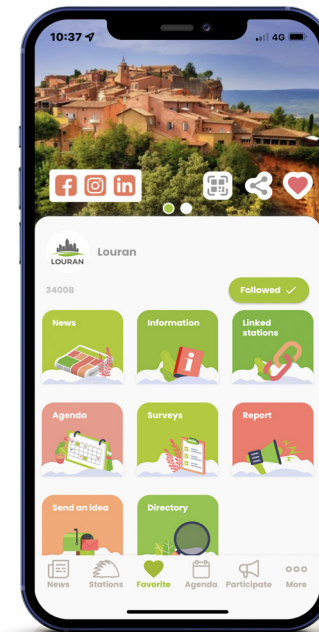 10:37
4G
f
in
LOURAN
Louran
3400B
Followed
News
Information
Linked
stations
Agenda
Surveys
Report
Send an idea
Directory
News
Stations
Favorite
Agenda
Participate
More